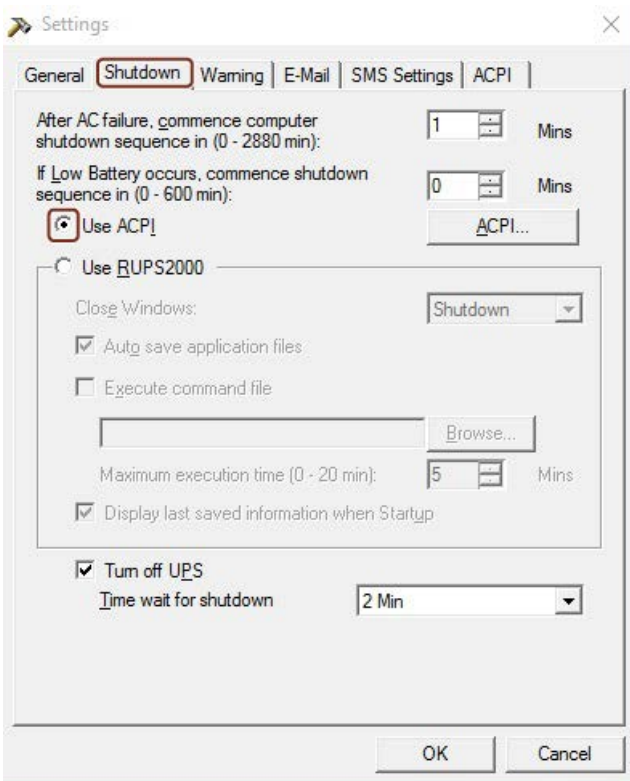 Settings
General Shutdown Warning E-Mail SMS Settings ACPI
After AC failure, commence computer
shutdown sequence in (0 - 2880 min):
1 Mins
If Low Battery occurs, commence shutdown
sequence in (0 - 600 min):
0 Mins
Use ACPI ACPI...
Use RUPS2000
Close Windows: Shutdown
Auto save application files
Execute command file
Browse...
Maximum execution time (0 - 20 min): 5 Mins
Display last saved information when Startup
Turn off UPS
Time wait for shutdown 2 Min
OK Cancel